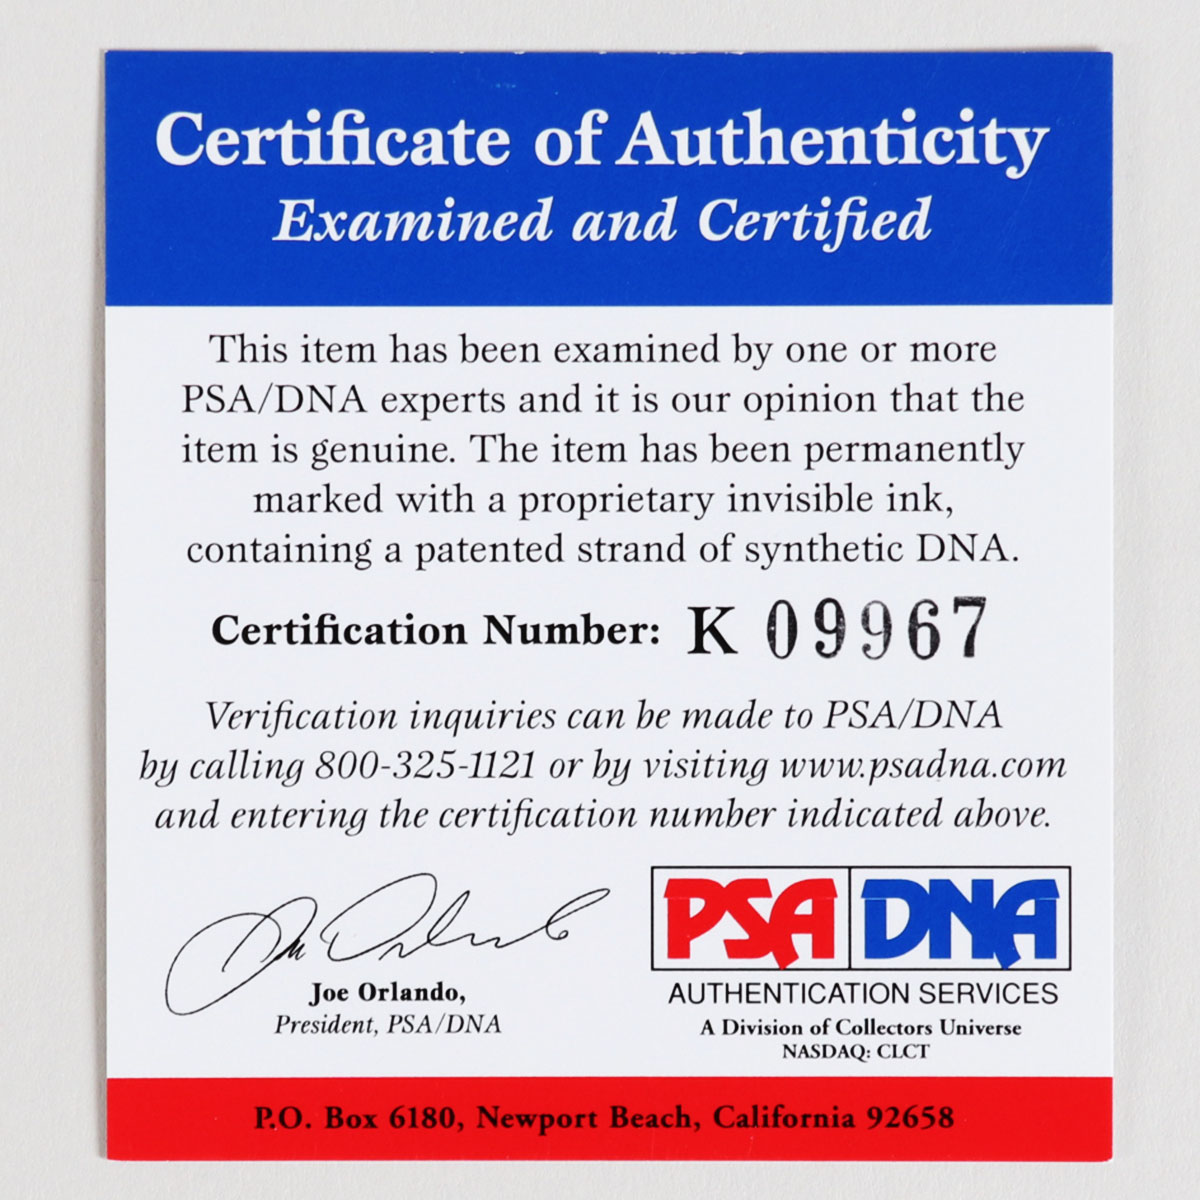 Certificate of Authenticity
Examined and Certified
This item has been examined by one or more
PSA/DNA experts and it is our opinion that the
item is genuine. The item has been permanently
marked with a proprietary invisible ink,
containing a patented strand of synthetic DNA.
Certification Number: K 09967
Verification inquiries can be made to PSA/DNA
by calling 800-325-1121 or by visiting www.psadna.com
and entering the certification number indicated above.
Joe Orlando
Joe Orlando,
President, PSA/DNA
PSA DNA
AUTHENTICATION SERVICES
A Division of Collectors Universe
NASDAQ: CLCT
P.O. Box 6180, Newport Beach, California 92658